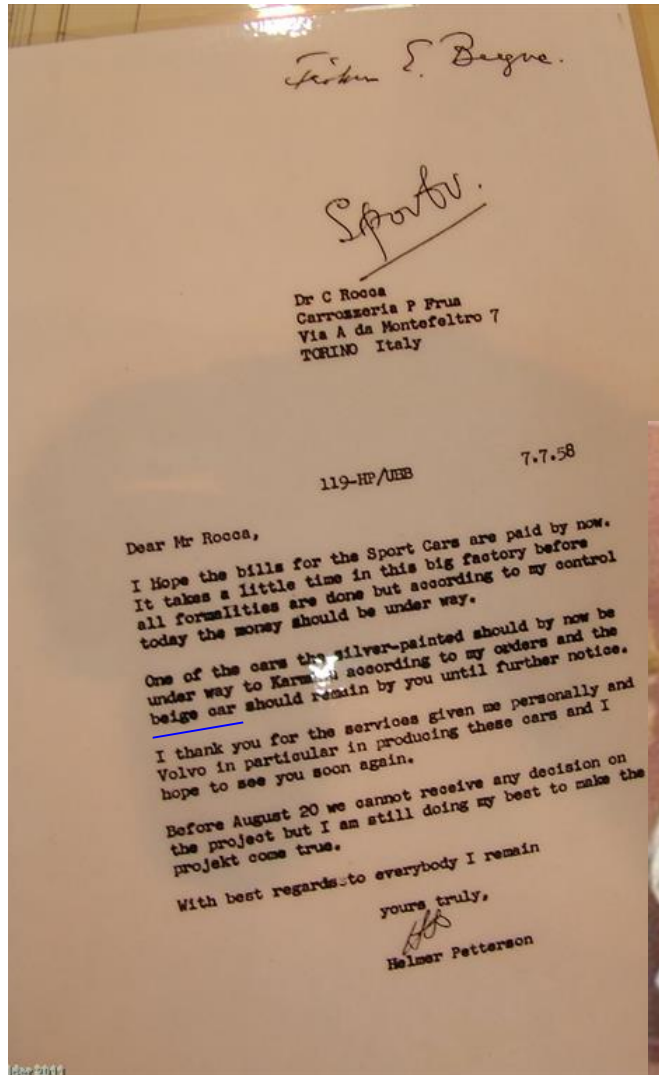 E. Begne.
Sportv.
Dr C Rocca
Carrozzeria P Frua
Via A da Montefeltro 7
TORINO Italy
119-HP/UBB 7.7.58
Dear Mr Rocca,
I Hope the bills for the Sport Cars are paid by now.
It takes a little time in this big factory before
all formalities are done but according to my control
today the money should be under way.
One of the cars the silver-painted should by now be
under way to according to my orders and the
beige car should remain by you until further notice.
I thank you for the services given me personally and
Volvo in particular in producing these cars and I
hope to see you soon again.
Before August 20 we cannot receive any decision on
the project but I am still doing my best to make the
projekt come true.
With best regards to everybody I remain
yours truly,
Helmer Petterson